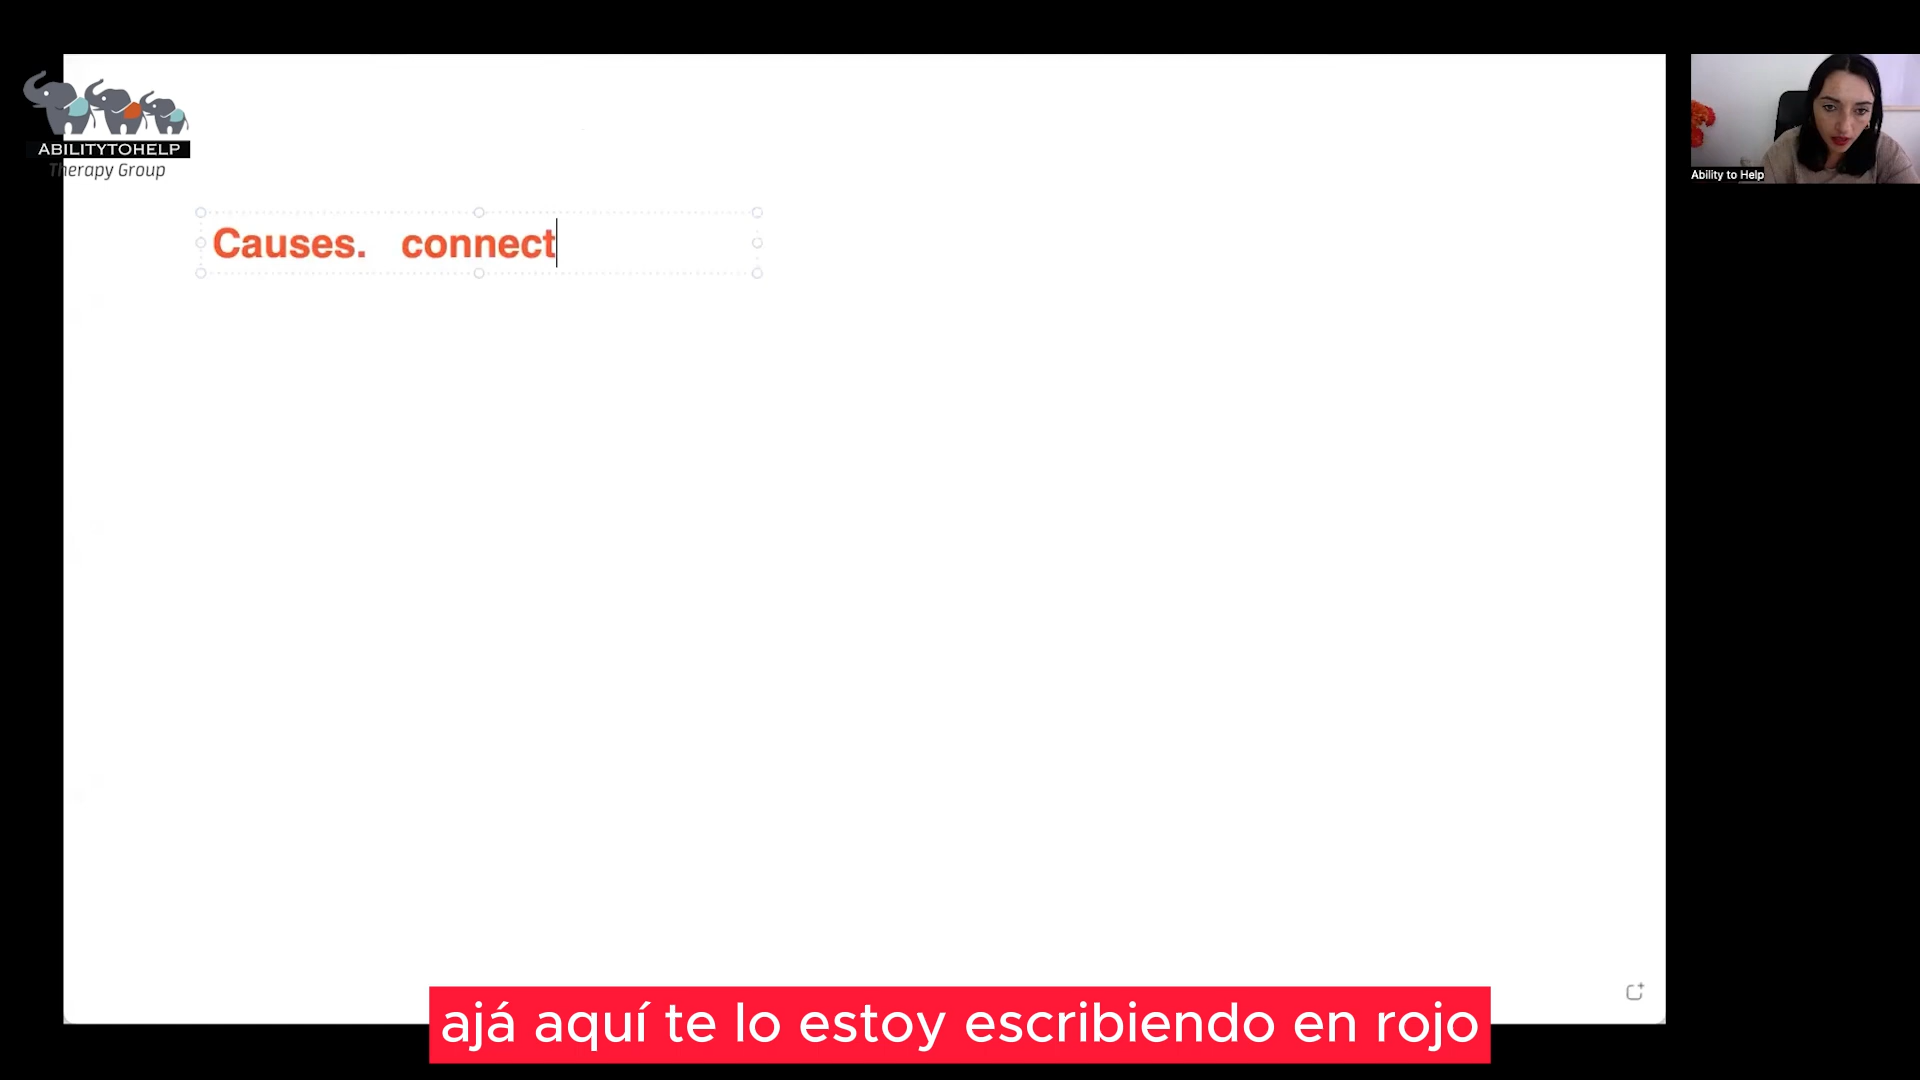 ABILITYTOHELP
Therapy Group
Ability to Help
Causes. connect
ajá aquí te lo estoy escribiendo en rojo